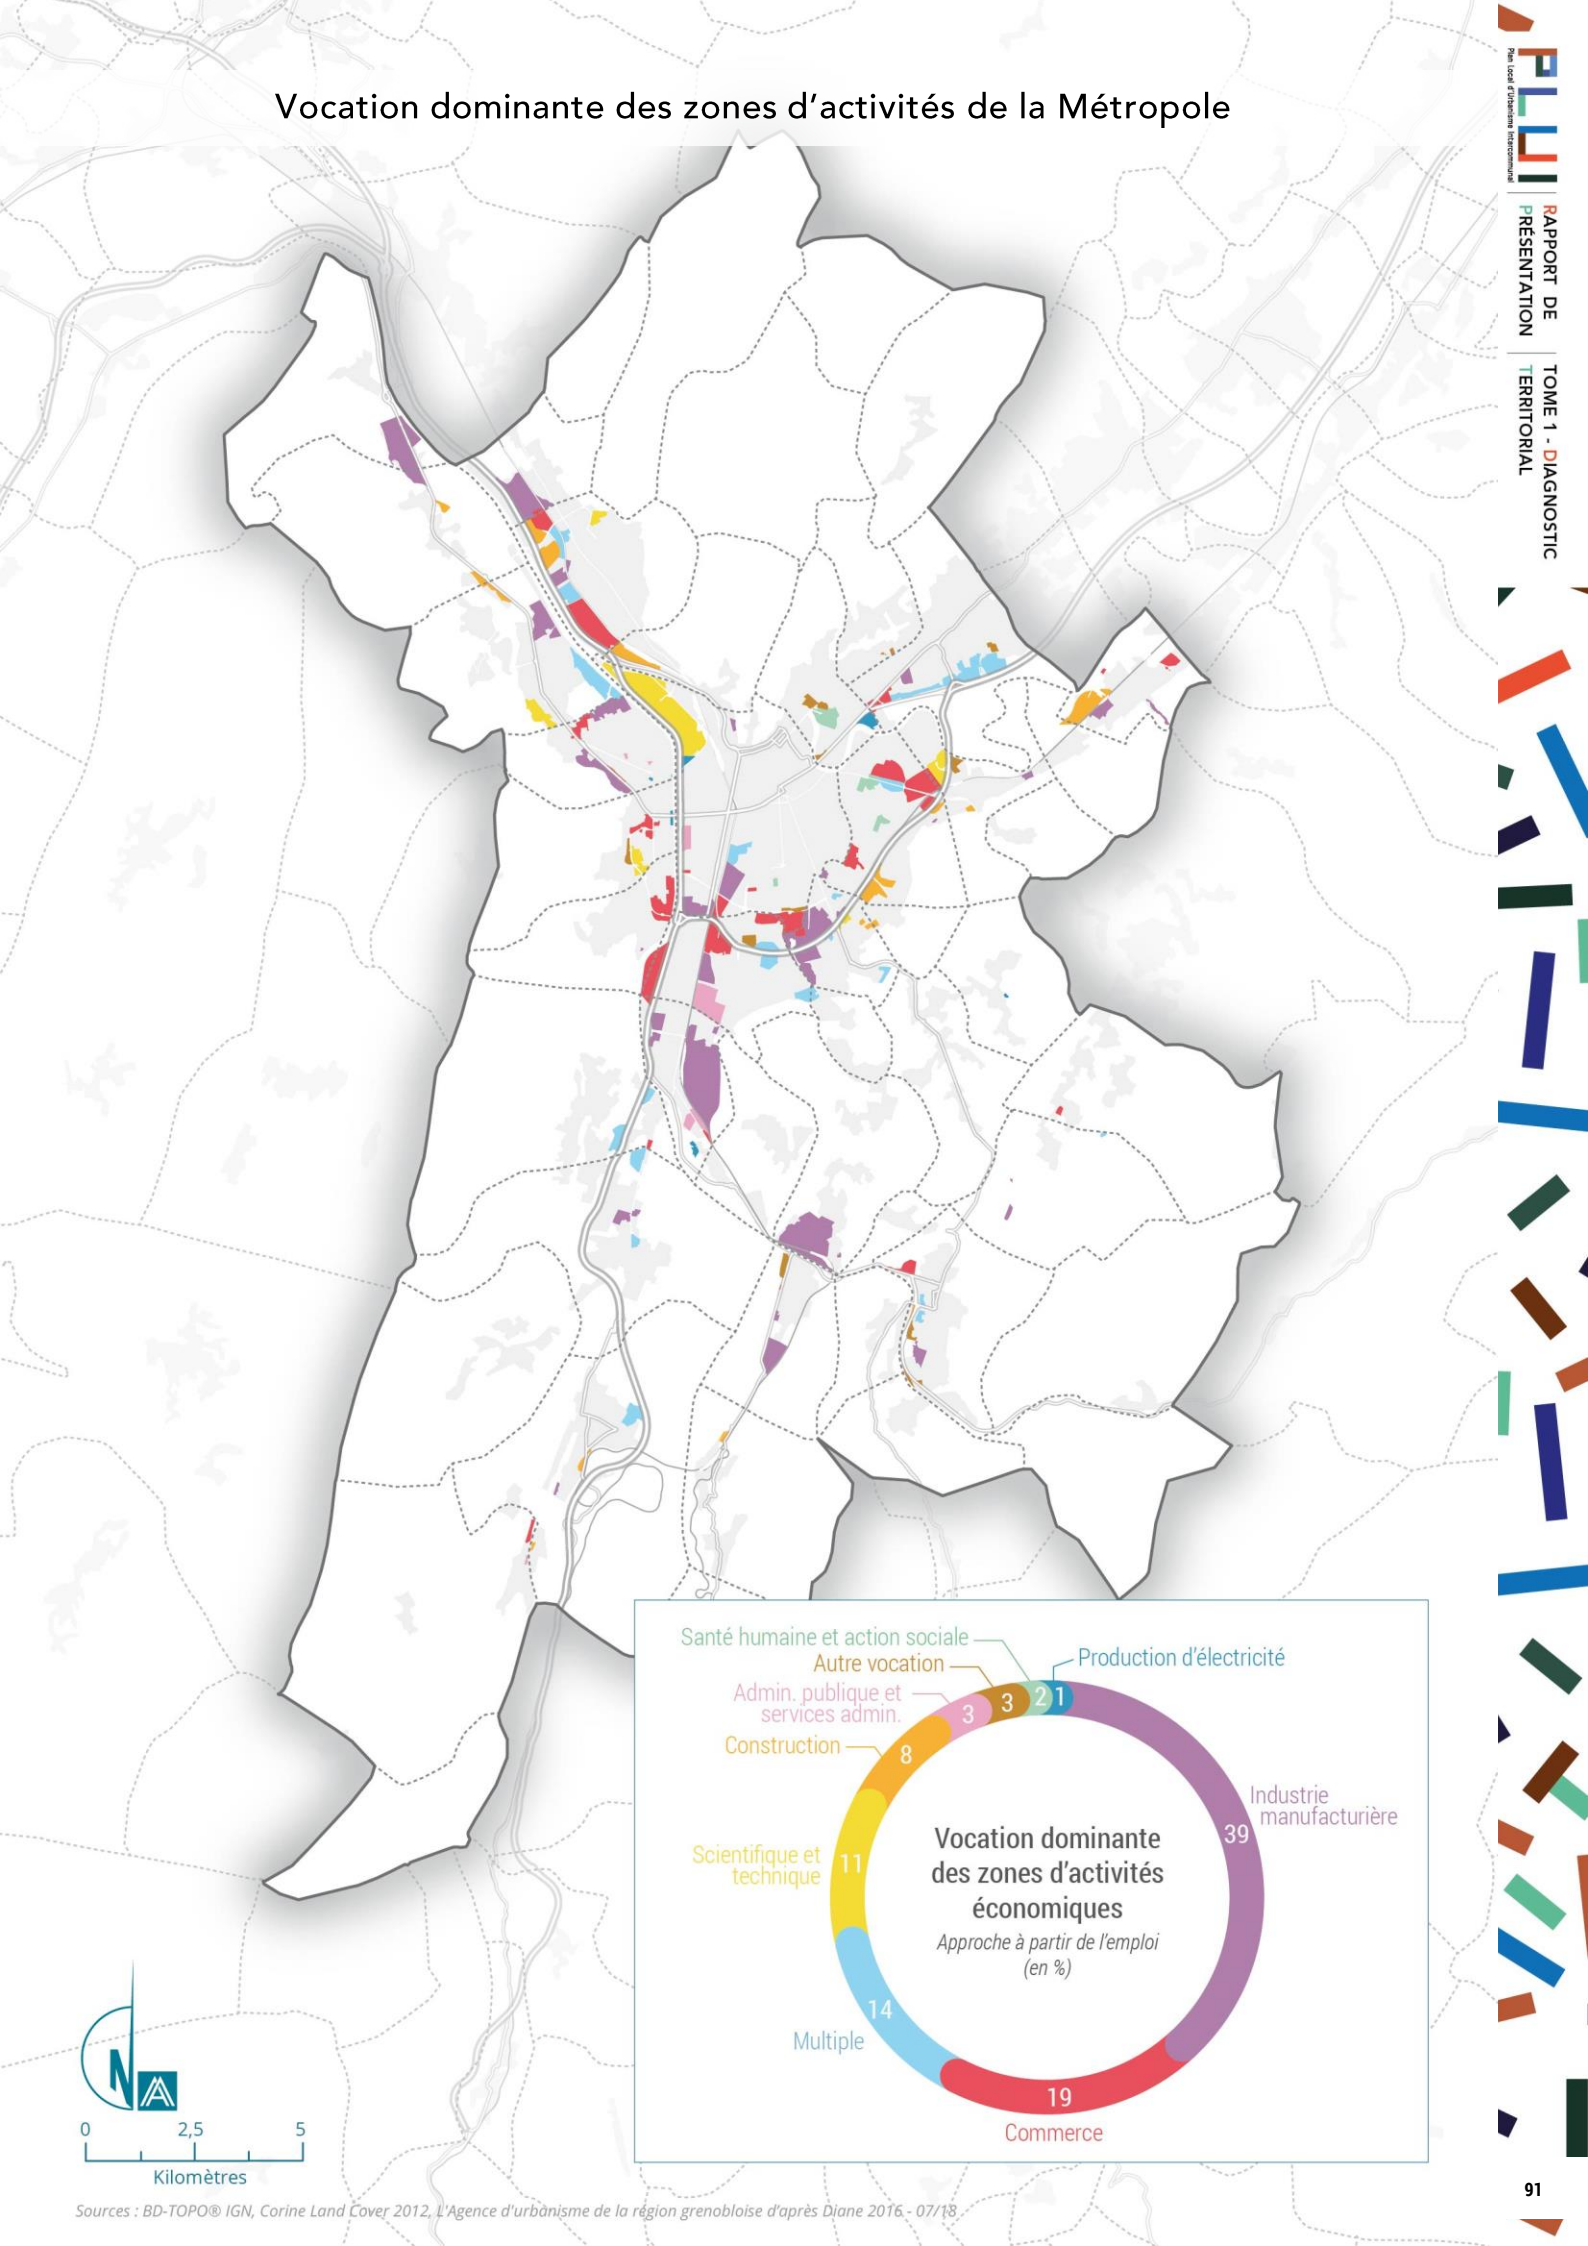 Vocation dominante des zones d'activités de la Métropole
PLUi
Plan Local d'Urbanisme Intercommunal
RAPPORT DE
PRÉSENTATION
TOME 1 - DIAGNOSTIC
TERRITORIAL
Santé humaine et action sociale
Autre vocation
Admin. publique et
services admin.
Construction
Scientifique et
technique
Multiple
Commerce
Industrie
manufacturière
Production d'électricité
3
3
2
1
8
11
14
19
39
Vocation dominante
des zones d'activités
économiques
Approche à partir de l'emploi
(en %)
N
0 2,5 5
Kilomètres
Sources : BD-TOPO® IGN, Corine Land Cover 2012, L'Agence d'urbanisme de la région grenobloise d'après Diane 2016 - 07/18
91